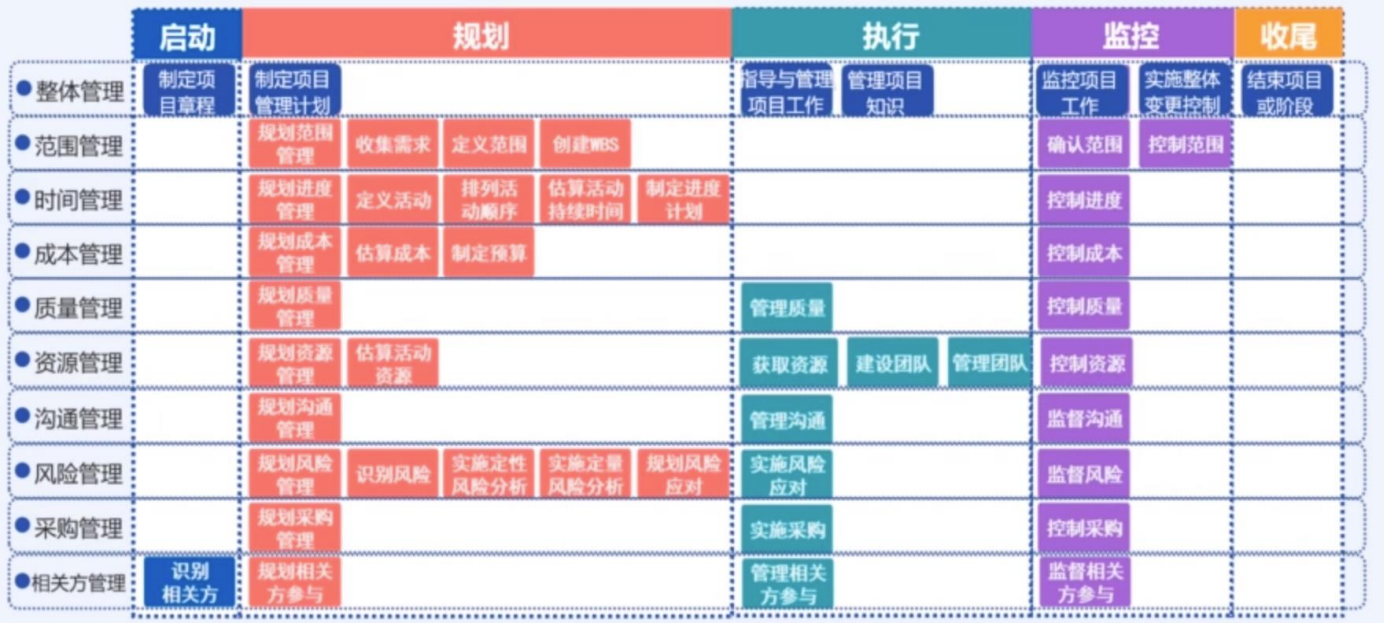 启动 规划 执行 监控 收尾
整体管理
制定项
目章程
制定项目
管理计划
指导与管理
项目工作
管理项目
知识
监控项目
工作
实施整体
变更控制
结束项目
或阶段
范围管理
规划范围
管理
收集需求
定义范围
创建WBS
确认范围
控制范围
时间管理
规划进度
管理
定义活动
排列活
动顺序
估算活动
持续时间
制定进度
计划
控制进度
成本管理
规划成本
管理
估算成本
制定预算
控制成本
质量管理
规划质量
管理
管理质量
控制质量
资源管理
规划资源
管理
估算活动
资源
获取资源
建设团队
管理团队
控制资源
沟通管理
规划沟通
管理
管理沟通
监督沟通
风险管理
规划风险
管理
识别风险
实施定性
风险分析
实施定量
风险分析
规划风险
应对
实施风险
应对
监督风险
采购管理
规划采购
管理
实施采购
控制采购
相关方管理
识别
相关方
规划相关
方参与
管理相关
方参与
监督相关
方参与